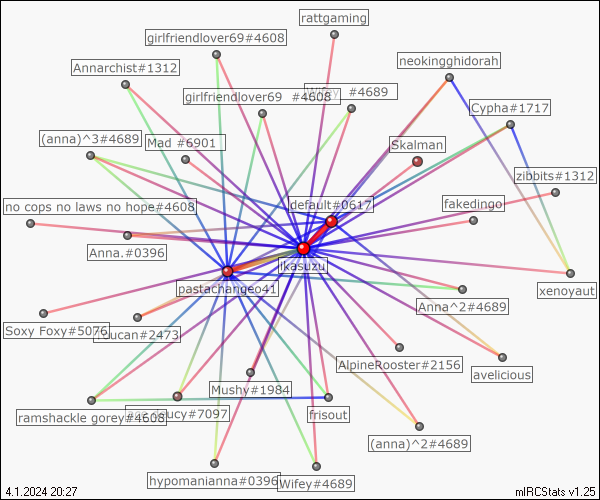 rattgaming
girlfriendlover69#4608
neokingghidorah
Annarchist#1312
girlfriendlover69 #4608
#4689
Cypha#1717
(anna)^3#4689
Mad #6901
Skalman
zibbits#1312
no cops no laws no hope#4608
default#0617
fakedingo
Anna.#0396
ikasuzu
pastachangeo41
xenoyaut
Anna^2#4689
Soxy Foxy#5076
#2473
AlpineRooster#2156
avelicious
Mushy#1984
ramshackle gorey#4608
#7097
frisout
(anna)^2#4689
hypomanianna#0396
Wifey#4689
4.1.2024 20:27
mIRCStats v1.25